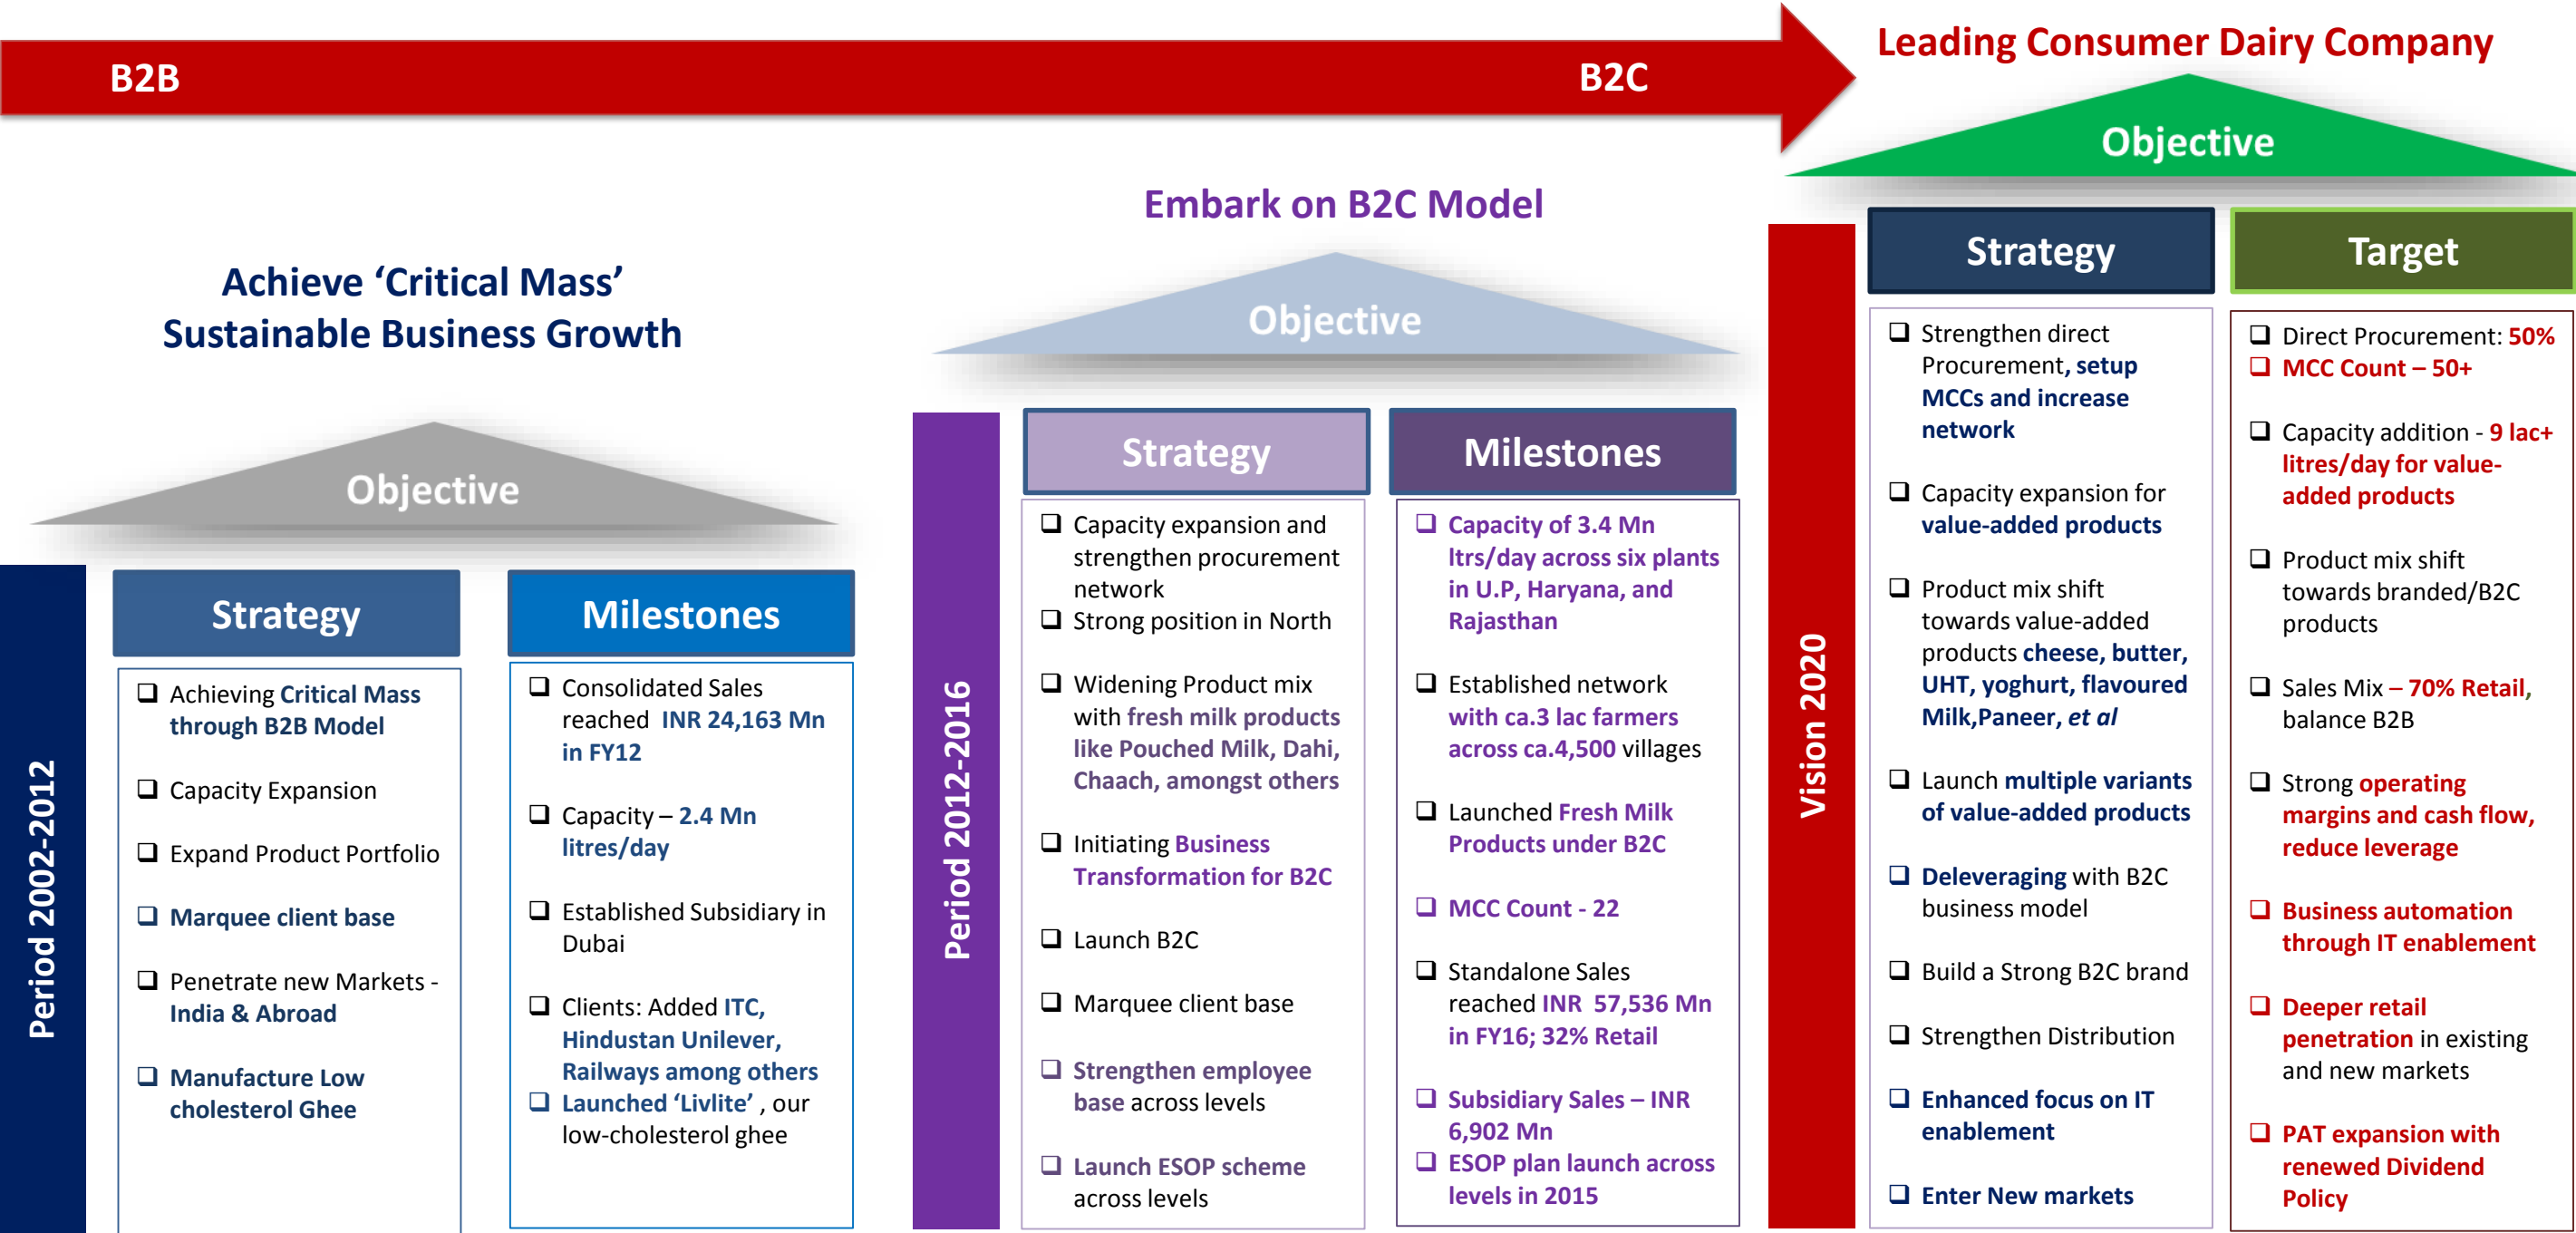 B2B
B2C
Leading Consumer Dairy Company
Objective
Embark on B2C Model
Objective
Achieve ‘Critical Mass’
Sustainable Business Growth
Objective
Period 2002-2012
Strategy
❑ Achieving Critical Mass
through B2B Model
❑ Capacity Expansion
❑ Expand Product Portfolio
❑ Marquee client base
❑ Penetrate new Markets -
India & Abroad
❑ Manufacture Low
cholesterol Ghee
Milestones
❑ Consolidated Sales
reached INR 24,163 Mn
in FY12
❑ Capacity – 2.4 Mn
litres/day
❑ Established Subsidiary in
Dubai
❑ Clients: Added ITC,
Hindustan Unilever,
Railways among others
❑ Launched ‘Livlite’ , our
low-cholesterol ghee
Period 2012-2016
Strategy
❑ Capacity expansion and
strengthen procurement
network
❑ Strong position in North
❑ Widening Product mix
with fresh milk products
like Pouched Milk, Dahi,
Chaach, amongst others
❑ Initiating Business
Transformation for B2C
❑ Launch B2C
❑ Marquee client base
❑ Strengthen employee
base across levels
❑ Launch ESOP scheme
across levels
Milestones
❑ Capacity of 3.4 Mn
ltrs/day across six plants
in U.P, Haryana, and
Rajasthan
❑ Established network
with ca.3 lac farmers
across ca.4,500 villages
❑ Launched Fresh Milk
Products under B2C
❑ MCC Count - 22
❑ Standalone Sales
reached INR 57,536 Mn
in FY16; 32% Retail
❑ Subsidiary Sales – INR
6,902 Mn
❑ ESOP plan launch across
levels in 2015
Vision 2020
Strategy
❑ Strengthen direct
Procurement, setup
MCCs and increase
network
❑ Capacity expansion for
value-added products
❑ Product mix shift
towards value-added
products cheese, butter,
UHT, yoghurt, flavoured
Milk,Paneer, et al
❑ Launch multiple variants
of value-added products
❑ Deleveraging with B2C
business model
❑ Build a Strong B2C brand
❑ Strengthen Distribution
❑ Enhanced focus on IT
enablement
❑ Enter New markets
Target
❑ Direct Procurement: 50%
❑ MCC Count – 50+
❑ Capacity addition - 9 lac+
litres/day for value-
added products
❑ Product mix shift
towards branded/B2C
products
❑ Sales Mix – 70% Retail,
balance B2B
❑ Strong operating
margins and cash flow,
reduce leverage
❑ Business automation
through IT enablement
❑ Deeper retail
penetration in existing
and new markets
❑ PAT expansion with
renewed Dividend
Policy